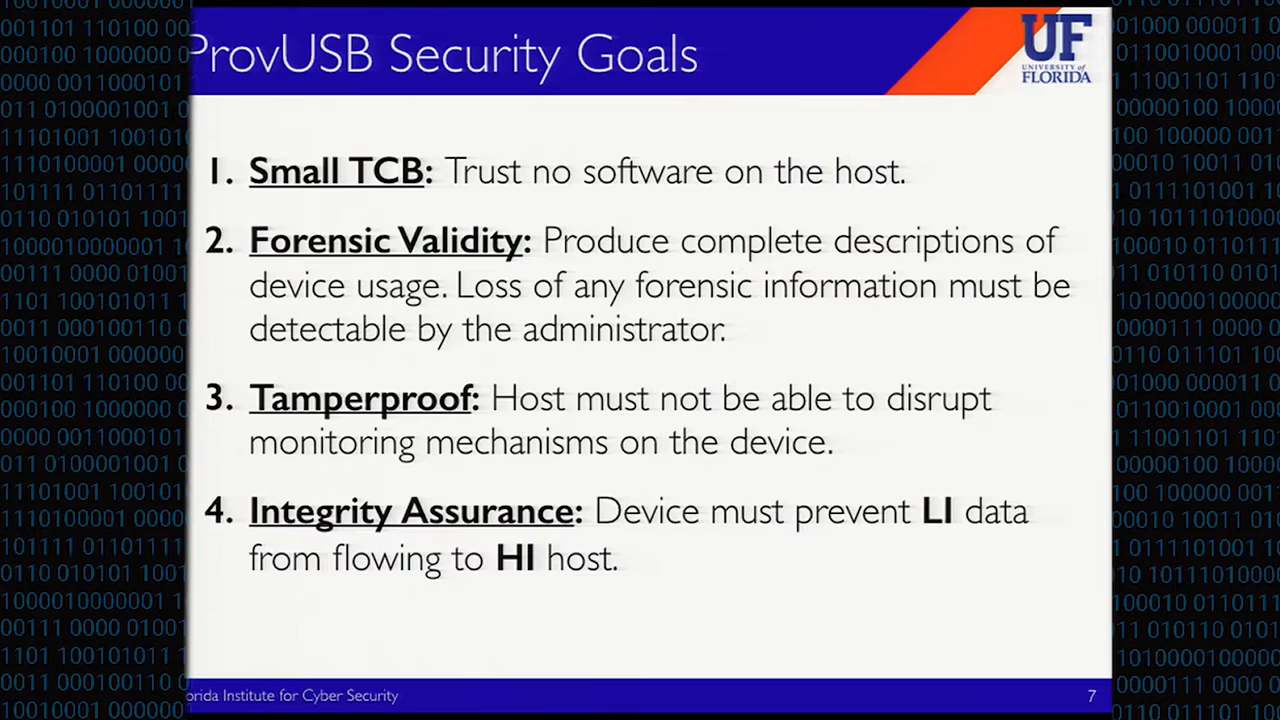 ProvUSB Security Goals
UF
UNIVERSITY of
FLORIDA
1. Small TCB: Trust no software on the host.
2. Forensic Validity: Produce complete descriptions of
device usage. Loss of any forensic information must be
detectable by the administrator.
3. Tamperproof: Host must not be able to disrupt
monitoring mechanisms on the device.
4. Integrity Assurance: Device must prevent LI data
from flowing to HI host.
orida Institute for Cyber Security
7